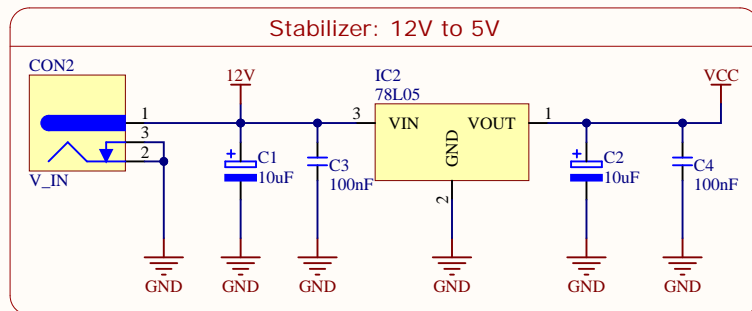 Stabilizer: 12V to 5V
CON2
V_IN
1
3
2
12V
C1
10uF
C3
100nF
IC2
78L05
3
VIN
VOUT
GND
1
2
C2
10uF
C4
100nF
VCC
GND
GND
GND
GND
GND
GND